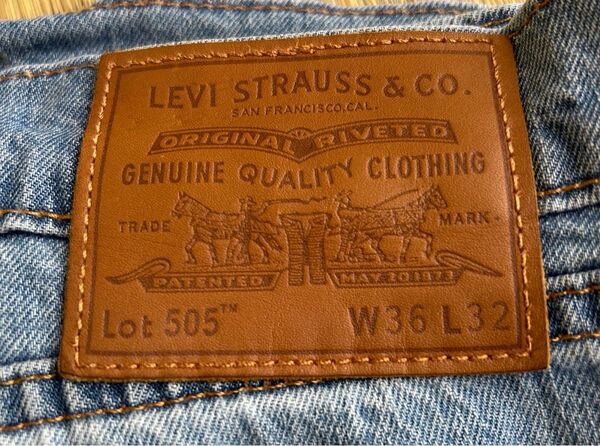 LEVI STRAUSS & CO.
SAN FRANCISCO, CAL.
ORIGINAL RIVETED
GENUINE QUALITY CLOTHING
TRADE MARK-
PATENTED MAY 20 1873
Lot 505™ W36 L32